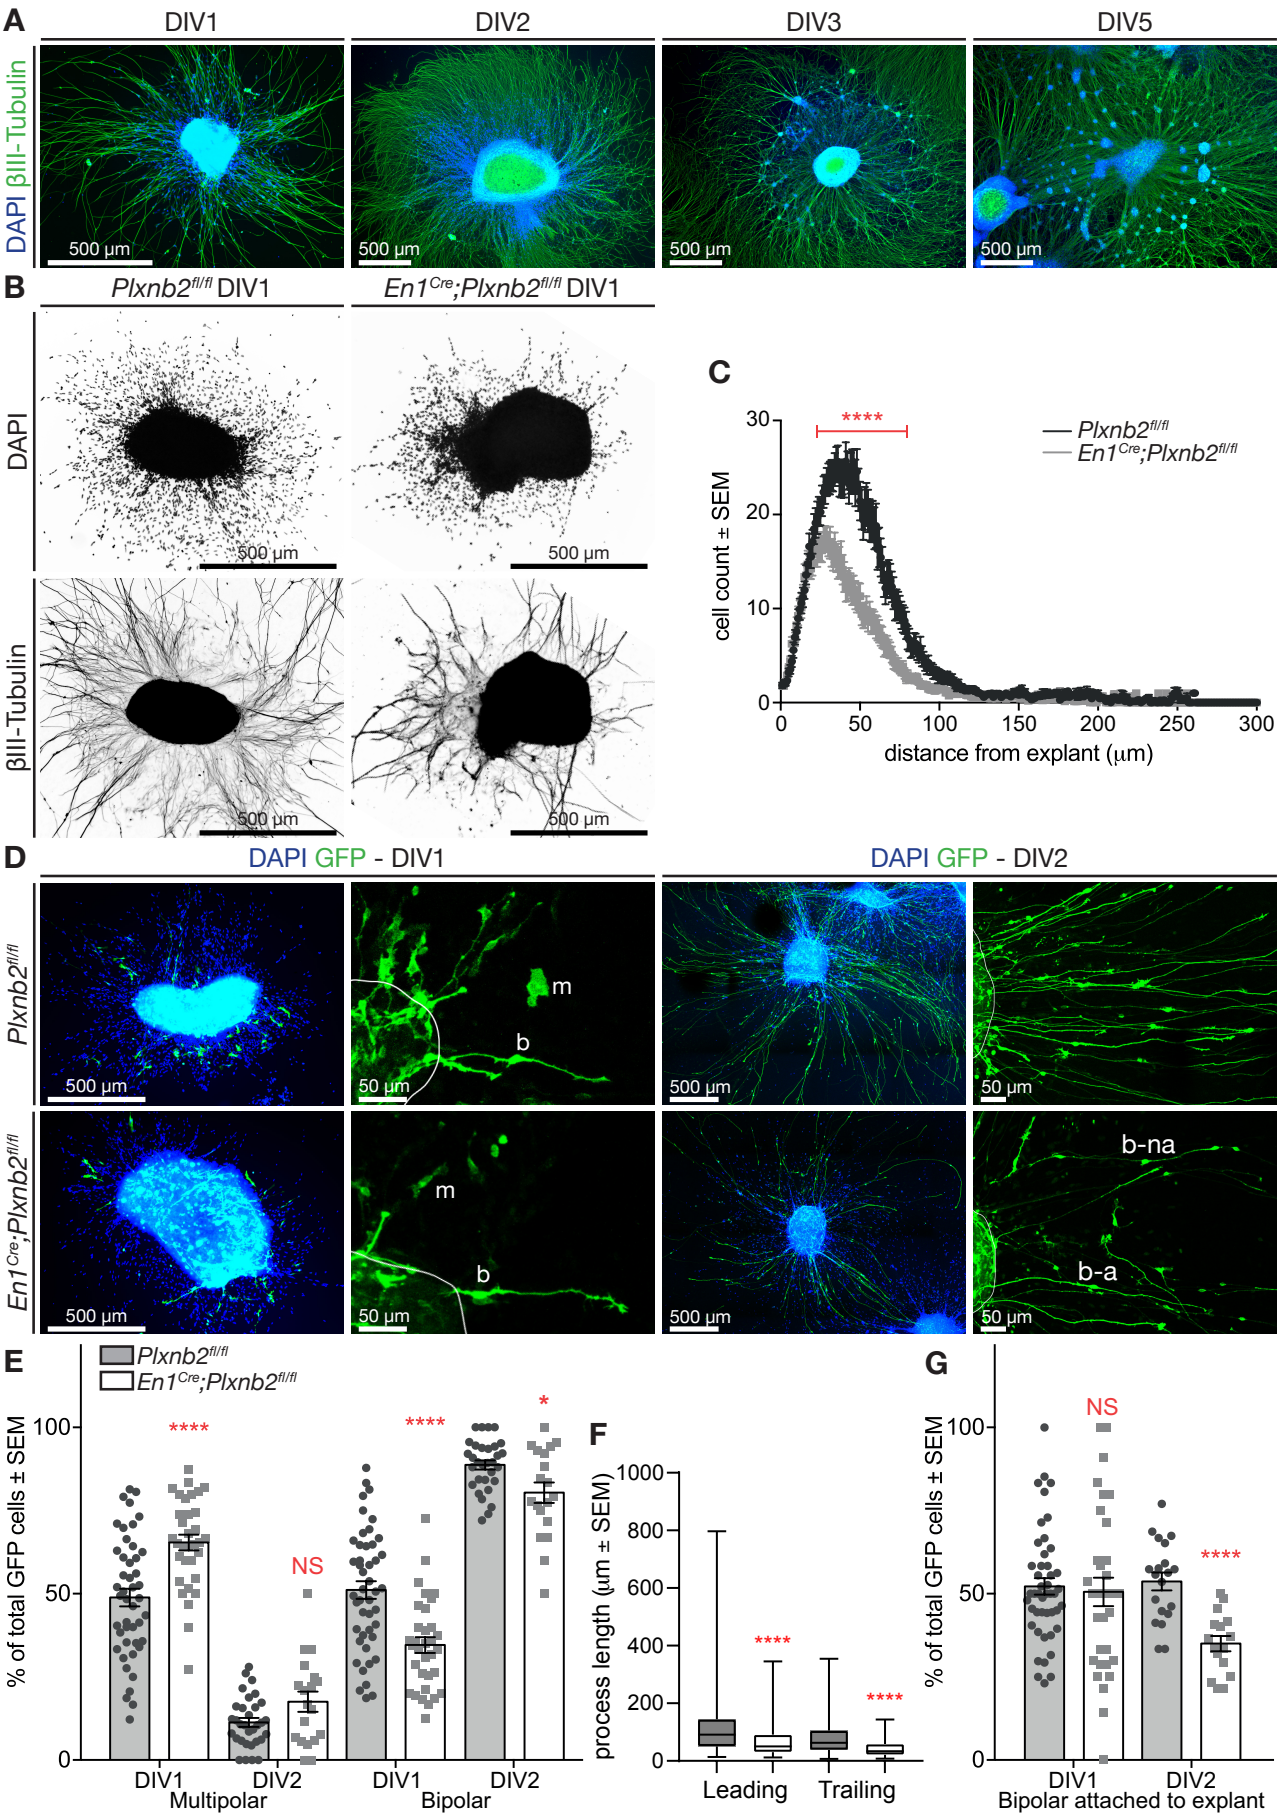 A
DIV1
DIV2
DIV3
DIV5
DAPI βIII-Tubulin
500 µm
500 µm
500 µm
500 µm
B
Plxnb2fl/fl DIV1
En1Cre;Plxnb2fl/fl DIV1
DAPI
500 µm
500 µm
βIII-Tubulin
500 µm
500 µm
C
****
Plxnb2fl/fl
En1Cre;Plxnb2fl/fl
cell count ± SEM
30
20
10
0
0 50 100 150 200 250 300
distance from explant (µm)
D
DAPI GFP - DIV1
DAPI GFP - DIV2
Plxnb2fl/fl
500 µm
m
b
50 µm
500 µm
50 µm
En1Cre;Plxnb2fl/fl
500 µm
m
b
50 µm
500 µm
b-na
b-a
50 µm
E
Plxnb2fl/fl
En1Cre;Plxnb2fl/fl
% of total GFP cells ± SEM
100
50
0
****
NS
****
*
DIV1 DIV2 DIV1 DIV2
Multipolar Bipolar
F
process length (µm ± SEM)
1000
800
600
400
200
0
****
****
Leading Trailing
G
% of total GFP cells ± SEM
100
50
0
NS
****
DIV1 DIV2
Bipolar attached to explant